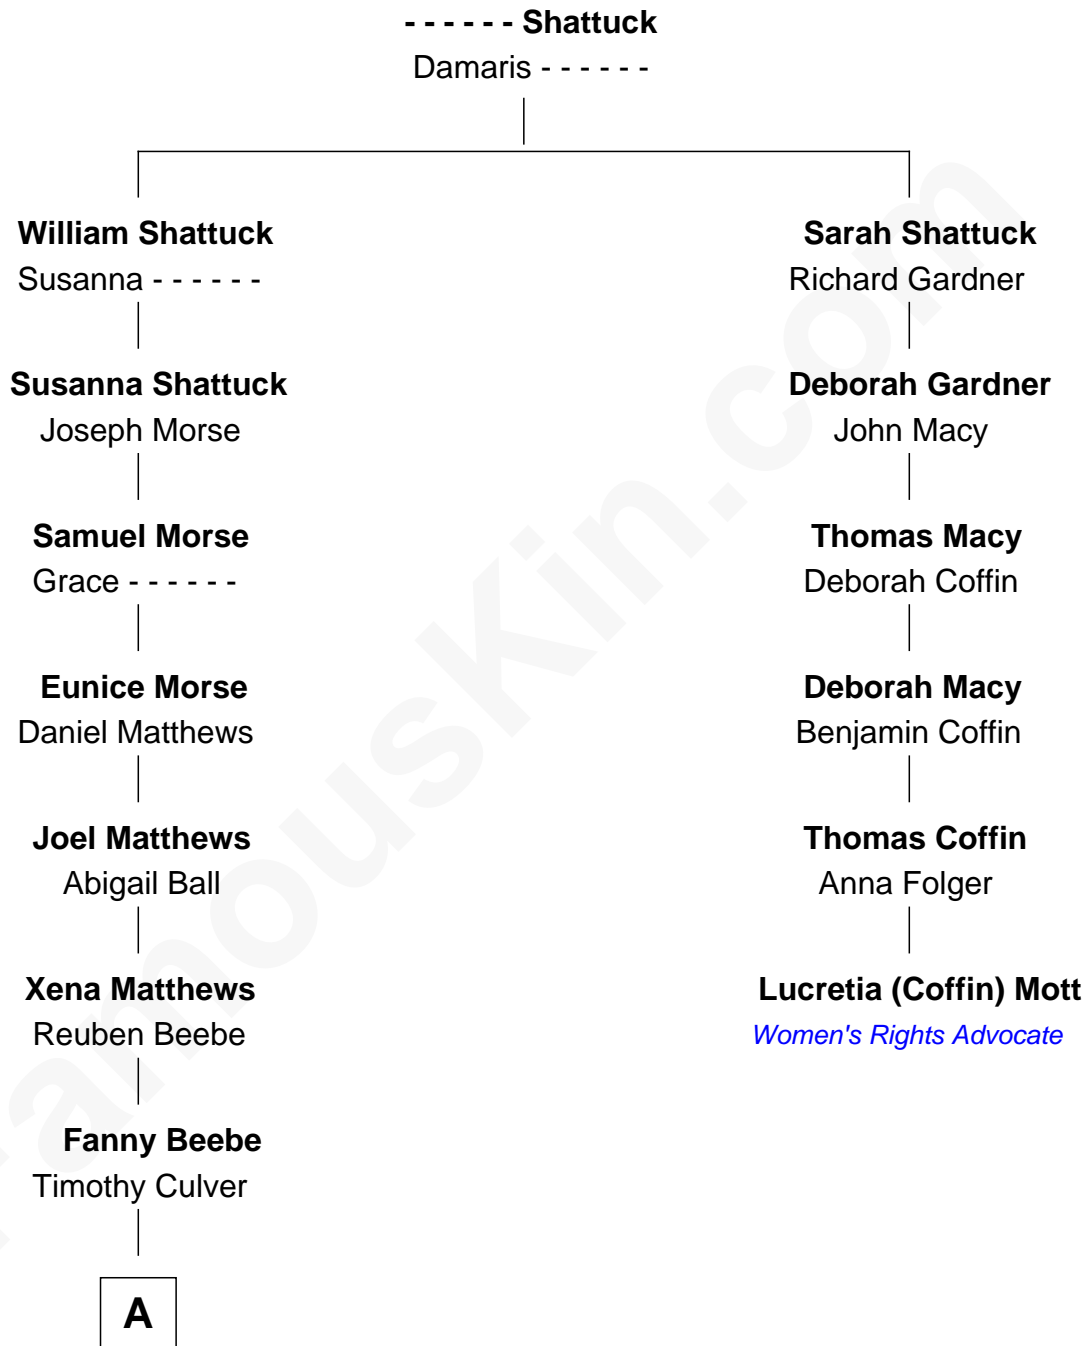 - - - - - - Shattuck
Damaris - - - - - -
William Shattuck
Susanna - - - - - -
Sarah Shattuck
Richard Gardner
Susanna Shattuck
Joseph Morse
Deborah Gardner
John Macy
Samuel Morse
Grace - - - - - -
Thomas Macy
Deborah Coffin
Eunice Morse
Daniel Matthews
Deborah Macy
Benjamin Coffin
Joel Matthews
Abigail Ball
Thomas Coffin
Anna Folger
Xena Matthews
Reuben Beebe
Lucretia (Coffin) Mott
Women's Rights Advocate
Fanny Beebe
Timothy Culver
A
FamousKin.com